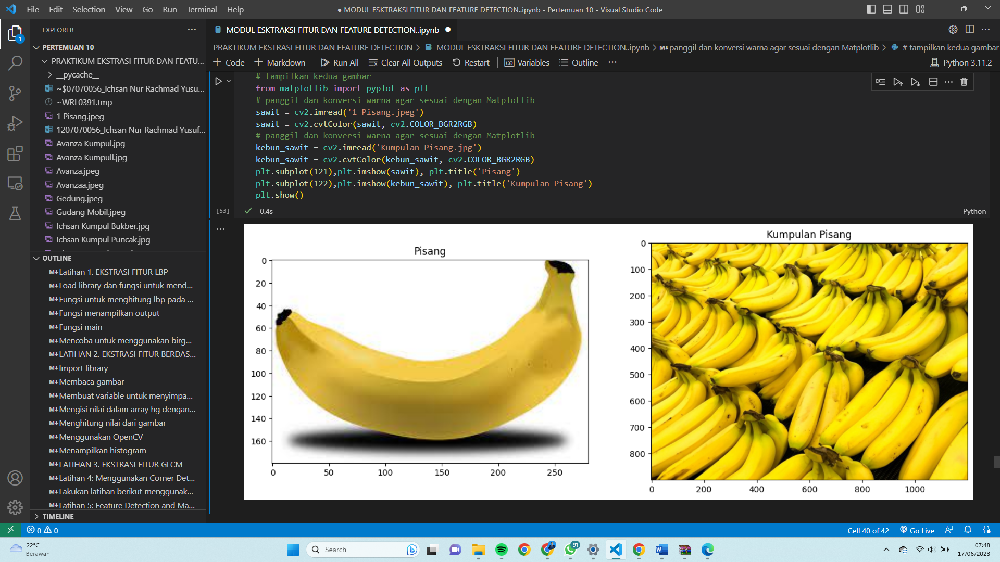 File Edit Selection View Go Run Terminal Help
● MODUL ESKTRAKSI FITUR DAN FEATURE DETECTION..ipynb - Pertemuan 10 - Visual Studio Code
EXPLORER
PERTEMUAN 10
PRAKTIKUM EKSTRASI FITUR DAN FEATU...
__pycache__
~$07070056_Ichsan Nur Rachmad Yusu...
~WRL0391.tmp
1 Pisang.jpeg
1207070056_Ichsan Nur Rachmad Yusuf...
Avanza Kumpul.jpg
Avanza Kumpull.jpg
Avanza.jpeg
Avanzaa.jpeg
Gedung.jpeg
Gudang Mobil.jpeg
Ichsan Kumpul Bukber.jpg
Ichsan Kumpul Puncak.jpg
OUTLINE
M↓Latihan 1. EKSTRASI FITUR LBP
M↓Load library dan fungsi untuk mend...
M↓Fungsi untuk menghitung lbp pada ...
M↓Fungsi menampilkan output
M↓Fungsi main
M↓Mencoba untuk menggunakan birg...
M↓LATIHAN 2. EKSTRASI FITUR BERDAS...
M↓Import library
M↓Membaca gambar
M↓Membuat variable untuk menyimpa...
M↓Mengisi nilai dalam array hg dengan...
M↓Menghitung nilai dari gambar
M↓Menggunakan OpenCV
M↓Menampilkan histogram
M↓LATIHAN 3. EKSTRASI FITUR GLCM
M↓Latihan 4: Menggunakan Corner Det...
M↓Lakukan latihan berikut menggunak...
M↓Latihan 5: Feature Detection and Ma...
TIMELINE
MODUL ESKTRAKSI FITUR DAN FEATURE DETECTION..ipynb ●
PRAKTIKUM EKSTRASI FITUR DAN FEATURE DETECTION > MODUL ESKTRAKSI FITUR DAN FEATURE DETECTION..ipynb > M↓panggil dan konversi warna agar sesuai dengan Matplotlib > # tampilkan kedua gambar
+ Code + Markdown Run All Clear All Outputs Restart Variables Outline ... Python 3.11.2
# tampilkan kedua gambar
from matplotlib import pyplot as plt
# panggil dan konversi warna agar sesuai dengan Matplotlib
sawit = cv2.imread('1 Pisang.jpeg')
sawit = cv2.cvtColor(sawit, cv2.COLOR_BGR2RGB)
# panggil dan konversi warna agar sesuai dengan Matplotlib
kebun_sawit = cv2.imread('Kumpulan Pisang.jpg')
kebun_sawit = cv2.cvtColor(kebun_sawit, cv2.COLOR_BGR2RGB)
plt.subplot(121),plt.imshow(sawit), plt.title('Pisang')
plt.subplot(122),plt.imshow(kebun_sawit), plt.title('Kumpulan Pisang')
plt.show()
[53] 0.4s Python
Pisang
0
20
40
60
80
100
120
140
160
0 50 100 150 200 250
Kumpulan Pisang
0
100
200
300
400
500
600
700
800
0 200 400 600 800 1000
0 0 Cell 40 of 42 Go Live
22°C
Berawan
Search
91
07:48
17/06/2023
1